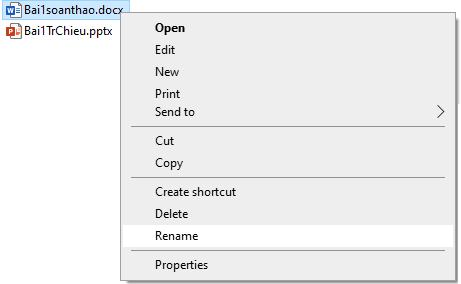 Bai1soanthao.docx
Bai1TrChieu.pptx
Open
Edit
New
Print
Send to
Cut
Copy
Create shortcut
Delete
Rename
Properties